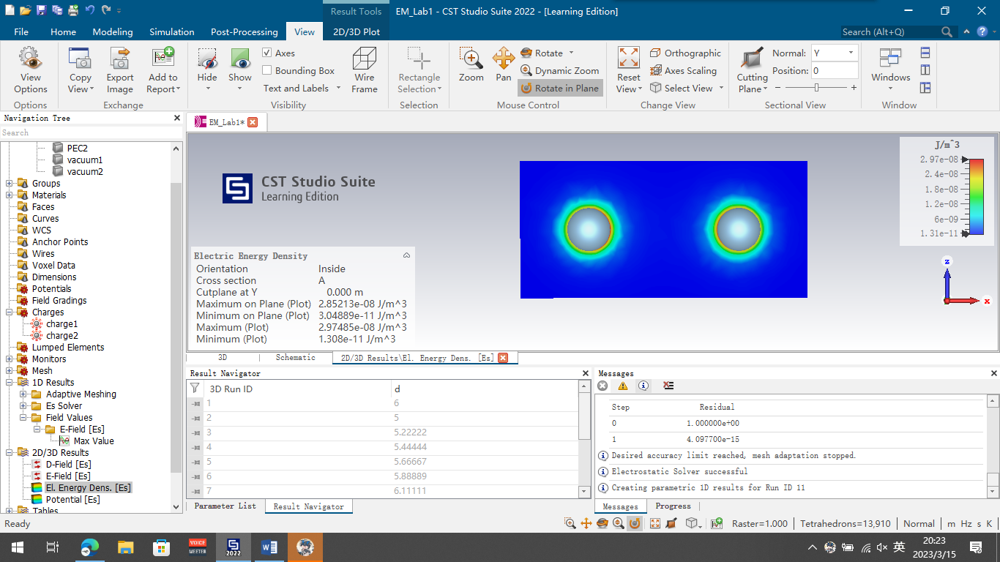 Result Tools
EM_Lab1 - CST Studio Suite 2022 - [Learning Edition]
File Home Modeling Simulation Post-Processing View 2D/3D Plot
Search (Alt+Q)
View Options
Options
Copy View
Export Image
Add to Report
Exchange
Hide
Show
Axes
Bounding Box
Text and Labels
Wire Frame
Visibility
Rectangle Selection
Selection
Zoom
Pan
Rotate
Dynamic Zoom
Rotate in Plane
Mouse Control
Reset View
Orthographic
Axes Scaling
Select View
Change View
Cutting Plane
Normal: Y
Position: 0
Sectional View
Windows
Window
Navigation Tree
Search
PEC2
vacuum1
vacuum2
Groups
Materials
Faces
Curves
WCS
Anchor Points
Wires
Voxel Data
Dimensions
Potentials
Field Gradings
Charges
charge1
charge2
Lumped Elements
Monitors
Mesh
1D Results
Adaptive Meshing
Es Solver
Field Values
E-Field [Es]
Max Value
2D/3D Results
D-Field [Es]
E-Field [Es]
El. Energy Dens. [Es]
Potential [Es]
Tables
EM_Lab1*
CST Studio Suite
Learning Edition
J/m^3
2.97e-08
2.4e-08
1.8e-08
1.2e-08
6e-09
1.31e-11
z
x
Electric Energy Density
Orientation Inside
Cross section A
Cutplane at Y 0.000 m
Maximum on Plane (Plot) 2.85213e-08 J/m^3
Minimum on Plane (Plot) 3.04889e-11 J/m^3
Maximum (Plot) 2.97485e-08 J/m^3
Minimum (Plot) 1.308e-11 J/m^3
3D Schematic 2D/3D Results\El. Energy Dens. [Es]
Result Navigator
3D Run ID d
1 6
2 5
3 5.22222
4 5.44444
5 5.66667
6 5.88889
7 6.11111
Parameter List Result Navigator
Messages
Step Residual
0 1.000000e+00
1 4.097700e-15
Desired accuracy limit reached, mesh adaptation stopped.
Electrostatic Solver successful
Creating parametric 1D results for Run ID 11
Messages Progress
Ready
Raster=1.000 Tetrahedrons=13,910 Normal m Hz s K
VOICE MEETER
2022
英
20:23
2023/3/15